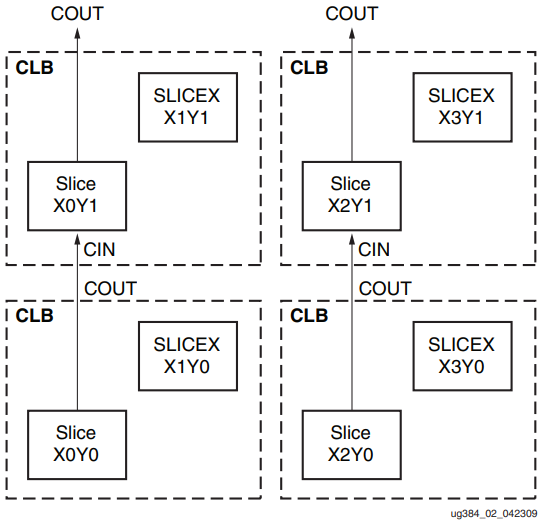 COUT
COUT
CLB
SLICEX
X1Y1
Slice
X0Y1
CIN
COUT
CLB
SLICEX
X3Y1
Slice
X2Y1
CIN
COUT
CLB
SLICEX
X1Y0
Slice
X0Y0
CLB
SLICEX
X3Y0
Slice
X2Y0
ug384_02_042309